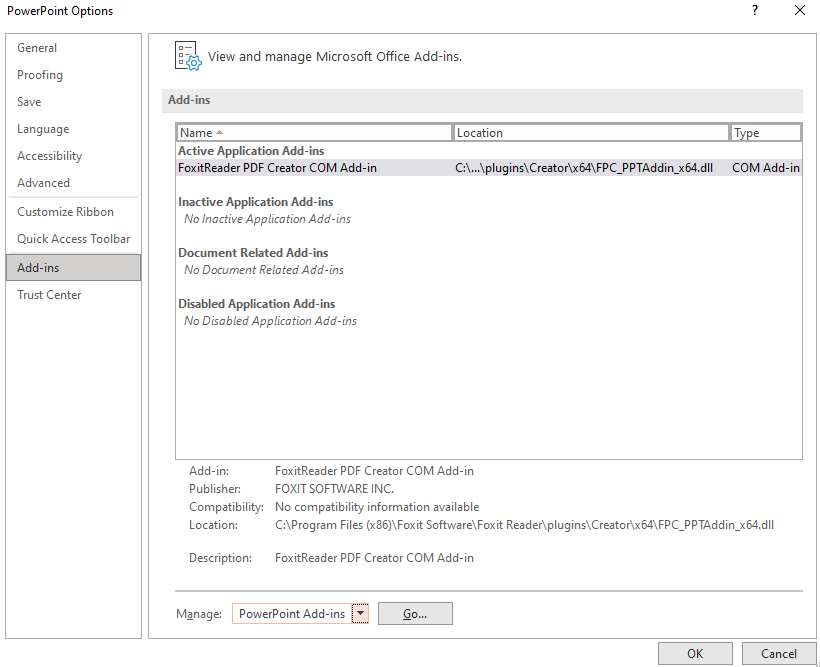 PowerPoint Options
?
General
Proofing
Save
Language
Accessibility
Advanced
Customize Ribbon
Quick Access Toolbar
Add-ins
Trust Center
View and manage Microsoft Office Add-ins.
Add-ins
Name Location Type
Active Application Add-ins
FoxitReader PDF Creator COM Add-in C:\...\plugins\Creator\x64\FPC_PPTAddin_x64.dll COM Add-in
Inactive Application Add-ins
No Inactive Application Add-ins
Document Related Add-ins
No Document Related Add-ins
Disabled Application Add-ins
No Disabled Application Add-ins
Add-in: FoxitReader PDF Creator COM Add-in
Publisher: FOXIT SOFTWARE INC.
Compatibility: No compatibility information available
Location: C:\Program Files (x86)\Foxit Software\Foxit Reader\plugins\Creator\x64\FPC_PPTAddin_x64.dll
Description: FoxitReader PDF Creator COM Add-in
Manage: PowerPoint Add-ins Go...
OK Cancel